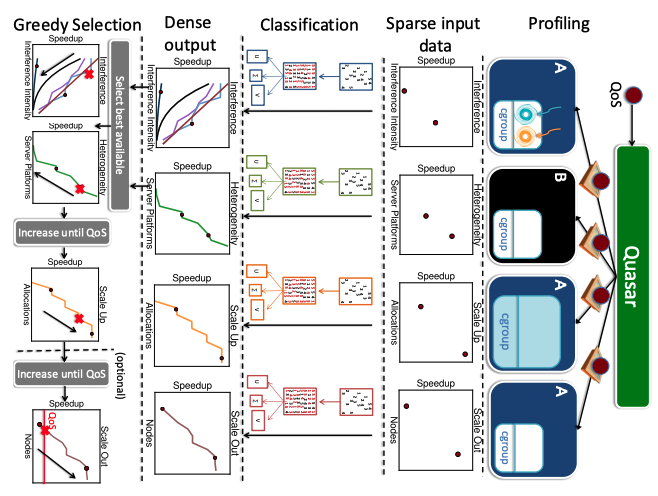 Greedy Selection
Dense
output
Classification
Sparse input
data
Profiling
Speedup
Interference
Interference Intensity
Select best
available
Speedup
Interference
Interference Intensity
U
Σ
V
Speedup
Interference
Interference Intensity
A
cgroup
QoS
Quasar
Speedup
Heterogeneity
Server Platforms
Speedup
Heterogeneity
Server Platforms
U
Σ
V
Speedup
Heterogeneity
Server Platforms
B
cgroup
Increase until QoS
Speedup
Scale Up
Allocations
Speedup
Scale Up
Allocations
U
Σ
V
Speedup
Scale Up
Allocations
A
cgroup
(optional)
Increase until QoS
Speedup
QoS
Scale Out
Nodes
Speedup
Scale Out
Nodes
U
Σ
V
Speedup
Scale Out
Nodes
A
cgroup